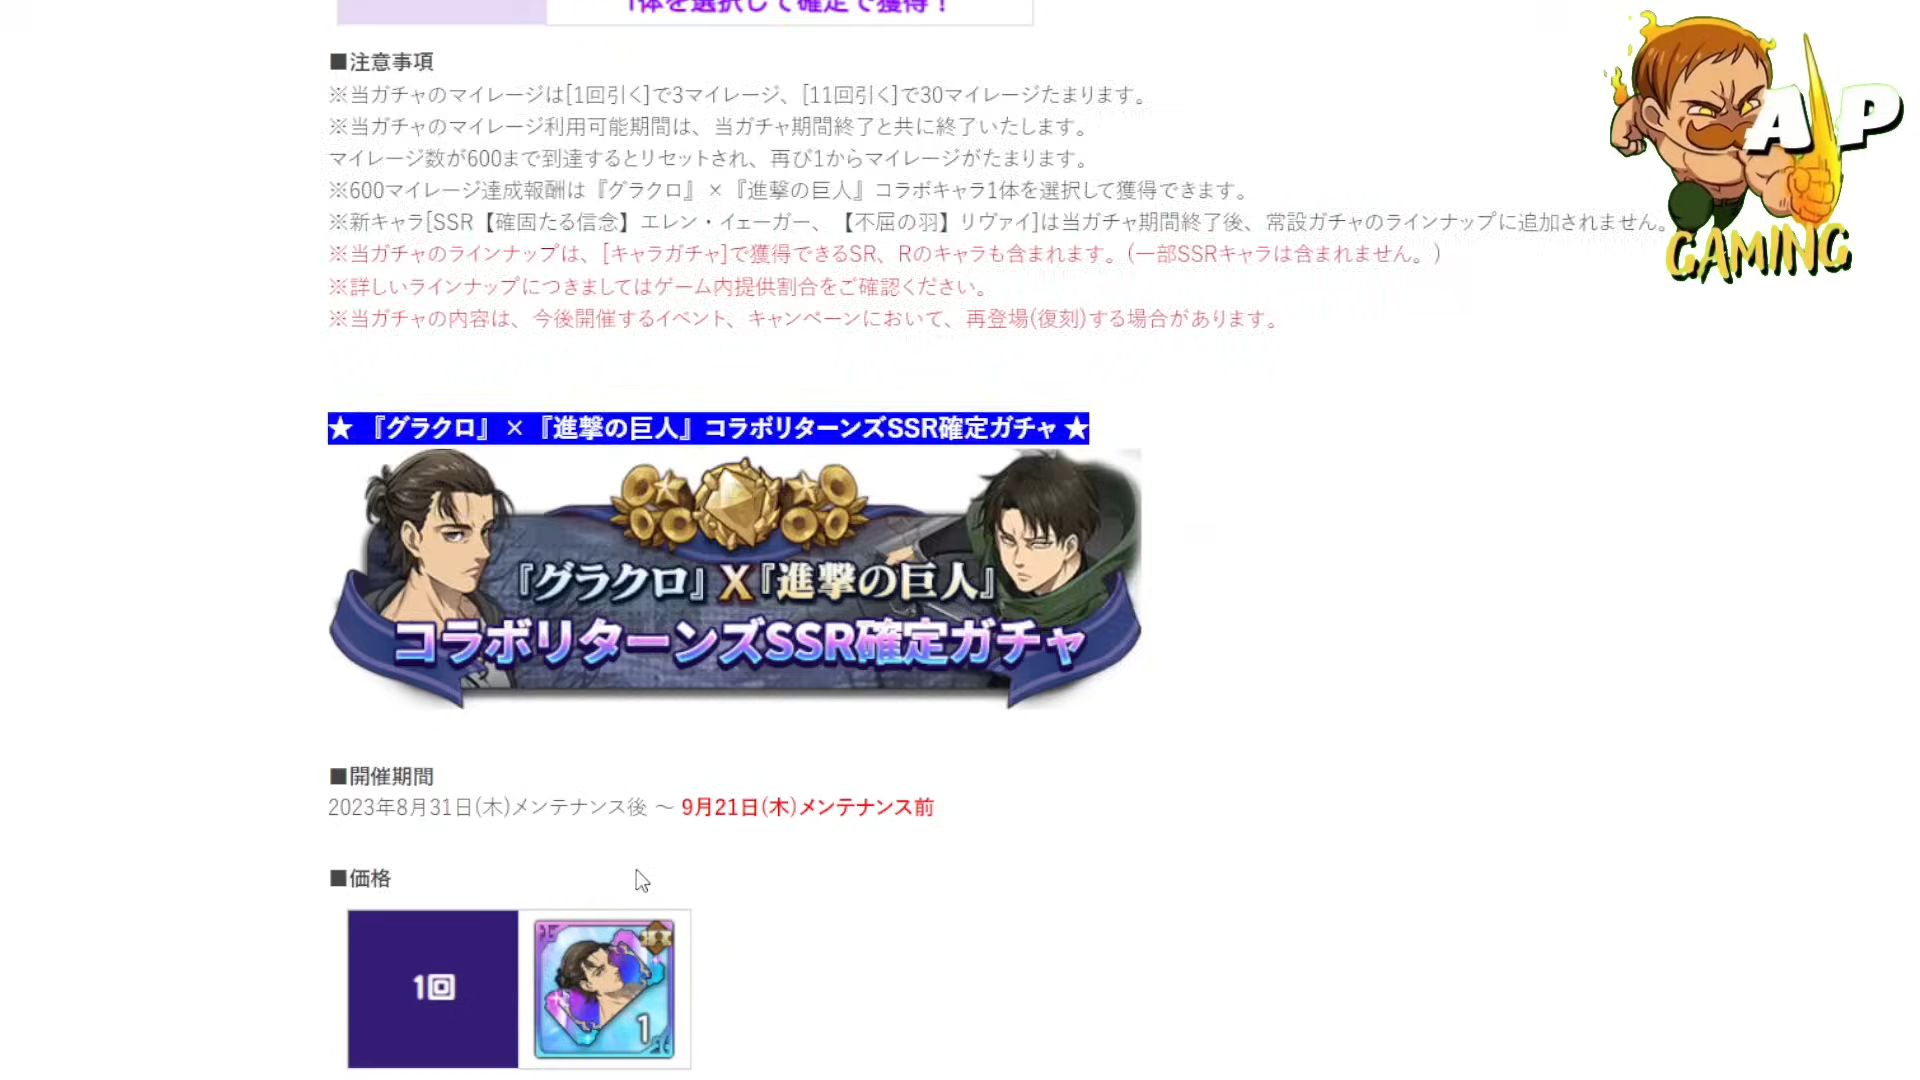 1体を選択して確定で獲得！
■注意事項
※当ガチャのマイレージは[1回引く]で3マイレージ、[11回引く]で30マイレージたまります。
※当ガチャのマイレージ利用可能期間は、当ガチャ期間終了と共に終了いたします。
マイレージ数が600まで到達するとリセットされ、再び1からマイレージがたまります。
※600マイレージ達成報酬は『グラクロ』×『進撃の巨人』コラボキャラ1体を選択して獲得できます。
※新キャラ[SSR【確固たる信念】エレン・イェーガー、【不屈の羽】リヴァイ]は当ガチャ期間終了後、常設ガチャのラインナップに追加されません。
※当ガチャのラインナップは、[キャラガチャ]で獲得できるSR、Rのキャラも含まれます。(一部SSRキャラは含まれません。)
※詳しいラインナップにつきましてはゲーム内提供割合をご確認ください。
※当ガチャの内容は、今後開催するイベント、キャンペーンにおいて、再登場(復刻)する場合があります。
AP
GAMING
★『グラクロ』×『進撃の巨人』コラボリターンズSSR確定ガチャ★
『グラクロ』X『進撃の巨人』
コラボリターンズSSR確定ガチャ
■開催期間
2023年8月31日(木)メンテナンス後 ～ 9月21日(木)メンテナンス前
■価格
1回
1